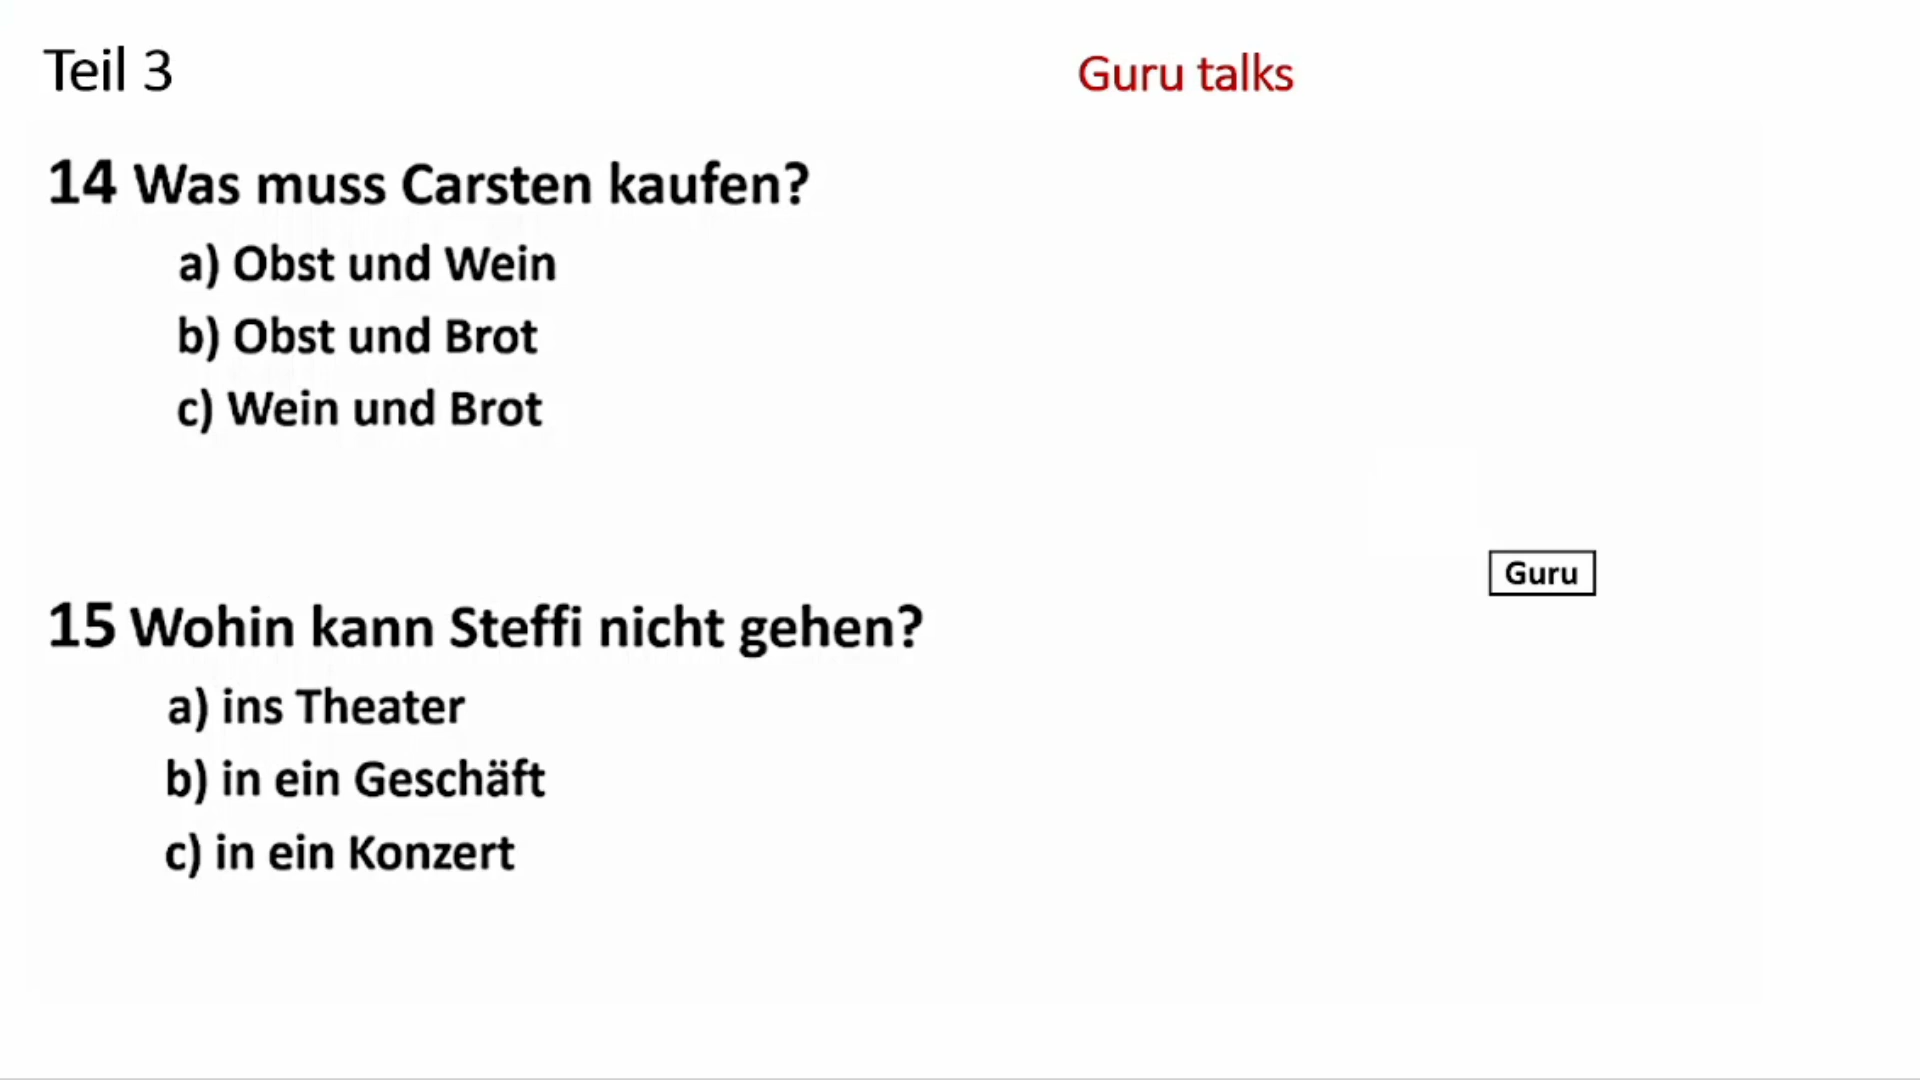 Teil 3
Guru talks
14 Was muss Carsten kaufen?
a) Obst und Wein
b) Obst und Brot
c) Wein und Brot
Guru
15 Wohin kann Steffi nicht gehen?
a) ins Theater
b) in ein Geschäft
c) in ein Konzert